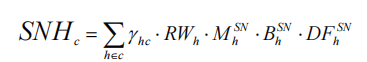 SNH_c = \sum_{h \in c} \gamma_{hc} \cdot RW_h \cdot M_h^{SN} \cdot B_h^{SN} \cdot DF_h^{SN}